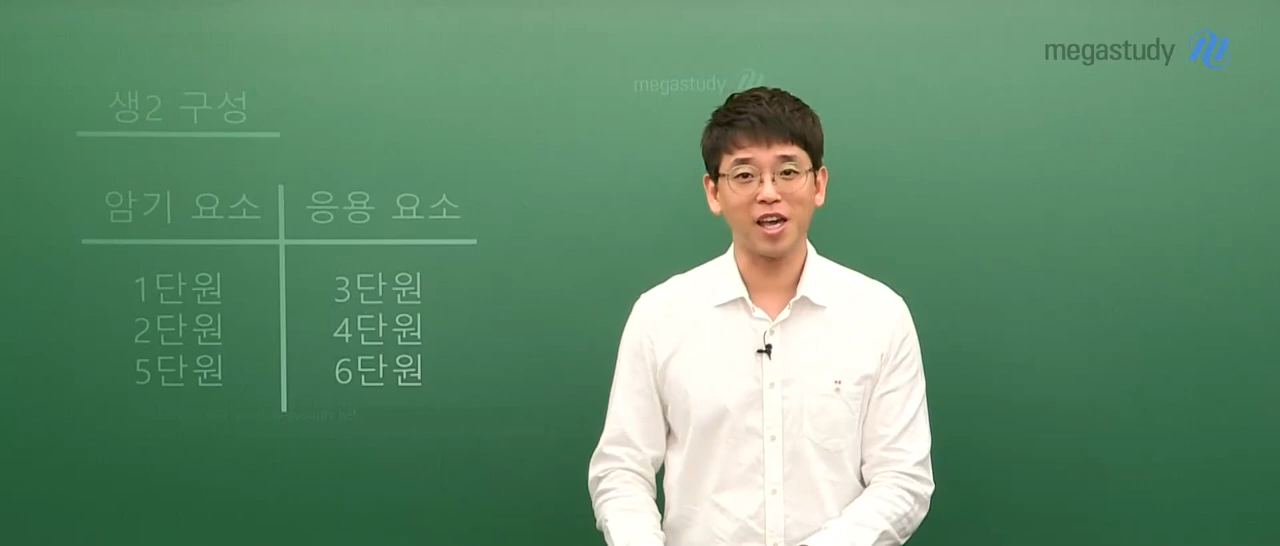 megastudy
megastudy
생2 구성
암기 요소 응용 요소
1단원 3단원
2단원 4단원
5단원 6단원